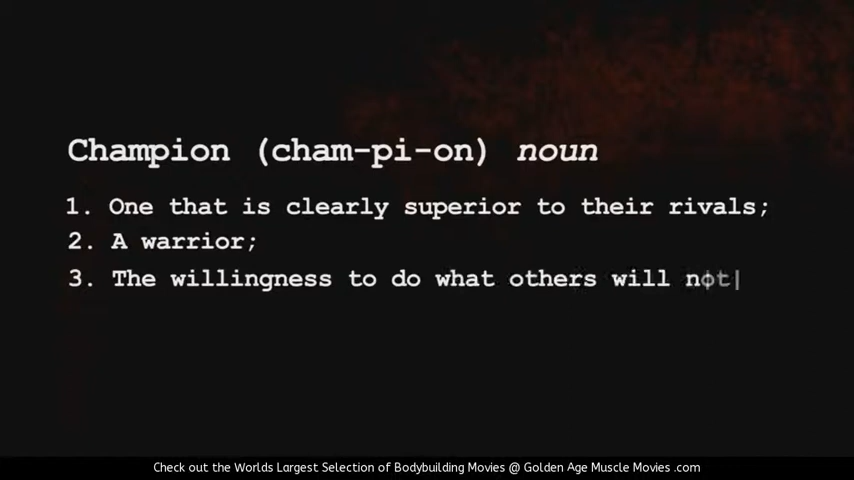 Champion (cham-pi-on) noun
1. One that is clearly superior to their rivals;
2. A warrior;
3. The willingness to do what others will not|
Check out the Worlds Largest Selection of Bodybuilding Movies @ Golden Age Muscle Movies .com